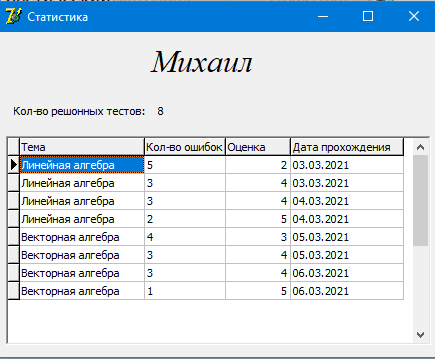 Статистика
Михаил
Кол-во решонных тестов: 8
Тема Кол-во ошибок Оценка Дата прохождения
Линейная алгебра 5 2 03.03.2021
Линейная алгебра 3 4 03.03.2021
Линейная алгебра 3 4 04.03.2021
Линейная алгебра 2 5 04.03.2021
Векторная алгебра 4 3 05.03.2021
Векторная алгебра 3 4 05.03.2021
Векторная алгебра 3 4 06.03.2021
Векторная алгебра 1 5 06.03.2021